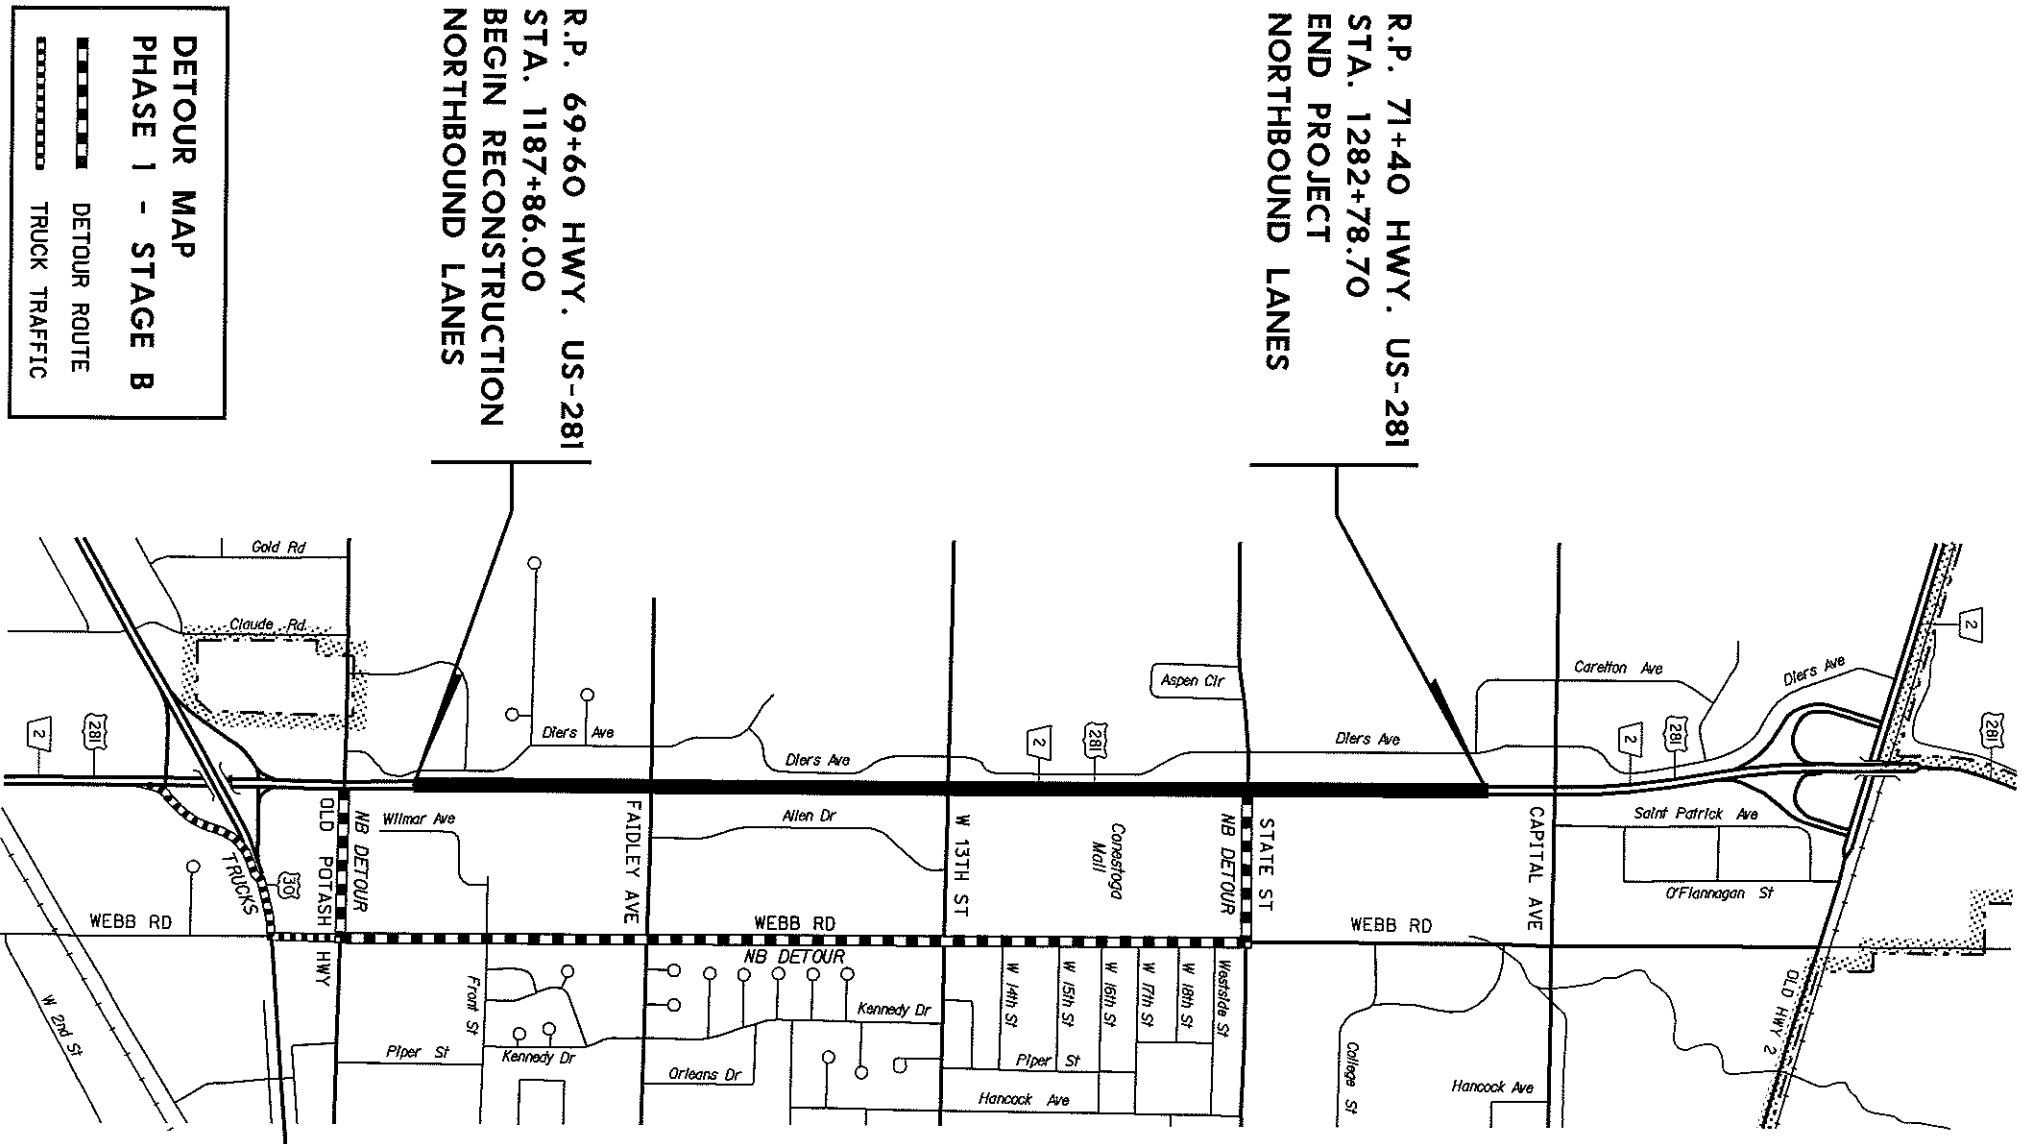 R.P. 71+40 HWY. US-281
STA. 1282+78.70
END PROJECT
NORTHBOUND LANES
R.P. 69+60 HWY. US-281
STA. 1187+86.00
BEGIN RECONSTRUCTION
NORTHBOUND LANES
DETOUR MAP
PHASE 1 - STAGE B
DETOUR ROUTE
TRUCK TRAFFIC
Gold Rd
Claude Rd.
Diers Ave
Diers Ave
Diers Ave
Diers Ave
Aspen Cir
Carelton Ave
2
281
2
281
2
281
2
281
30
OLD POTASH HWY
NB DETOUR
Wilmar Ave
FAIDLEY AVE
Allen Dr
W 13TH ST
Conestoga
Mall
NB DETOUR
STATE ST
CAPITAL AVE
Saint Patrick Ave
O'Flannagan St
TRUCKS
WEBB RD
WEBB RD
NB DETOUR
WEBB RD
OLD HWY 2
W 2nd St
Front St
Piper St
Kennedy Dr
Orleans Dr
Kennedy Dr
W 14th St
W 15th St
W 16th St
W 17th St
W 18th St
Westside St
Piper St
Hancock Ave
College St
Hancock Ave